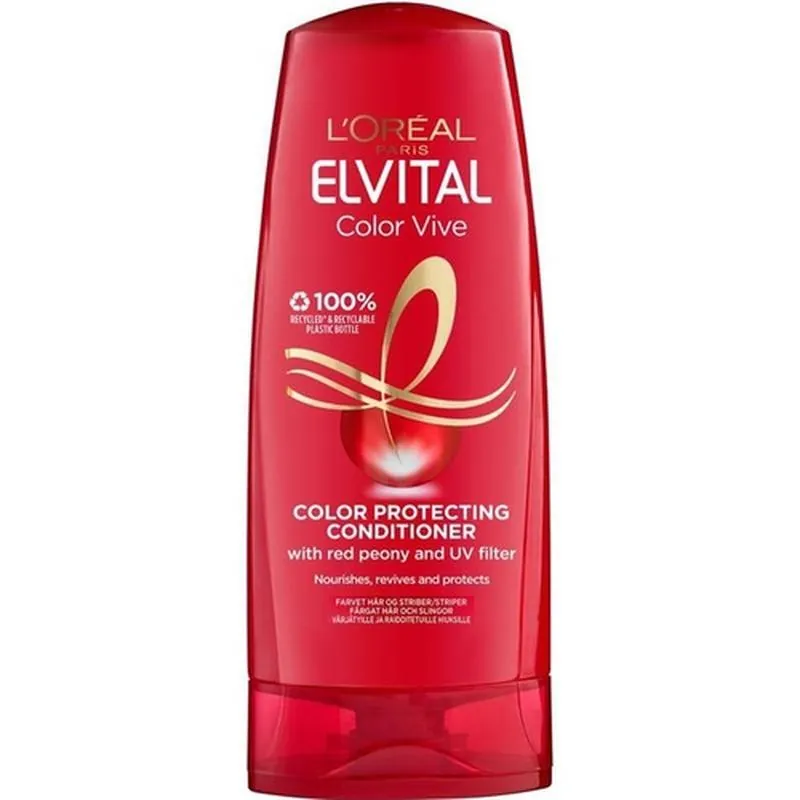 L'ORÉAL
PARIS
ELVITAL
Color Vive
100%
RECYCLED* & RECYCLABLE
PLASTIC BOTTLE
COLOR PROTECTING
CONDITIONER
with red peony and UV filter
Nourishes, revives and protects
FARVET HÅR OG STRIBER/STRIPER
FÄRGAT HÅR OCH SLINGOR
VÄRJÄTYILLE JA RAIDOITETUILLE HIUKSILLE